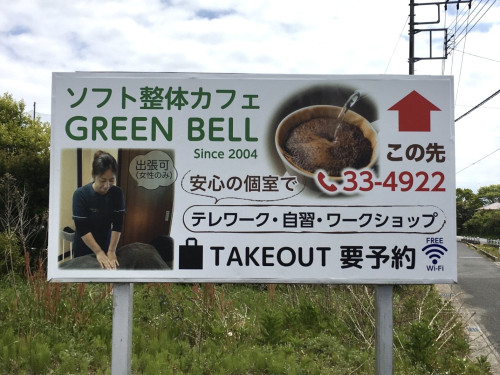 ソフト整体カフェ
GREEN BELL
Since 2004
この先
出張可
(女性のみ)
安心の個室で
33-4922
テレワーク・自習・ワークショップ
TAKEOUT 要予約
FREE
Wi-Fi